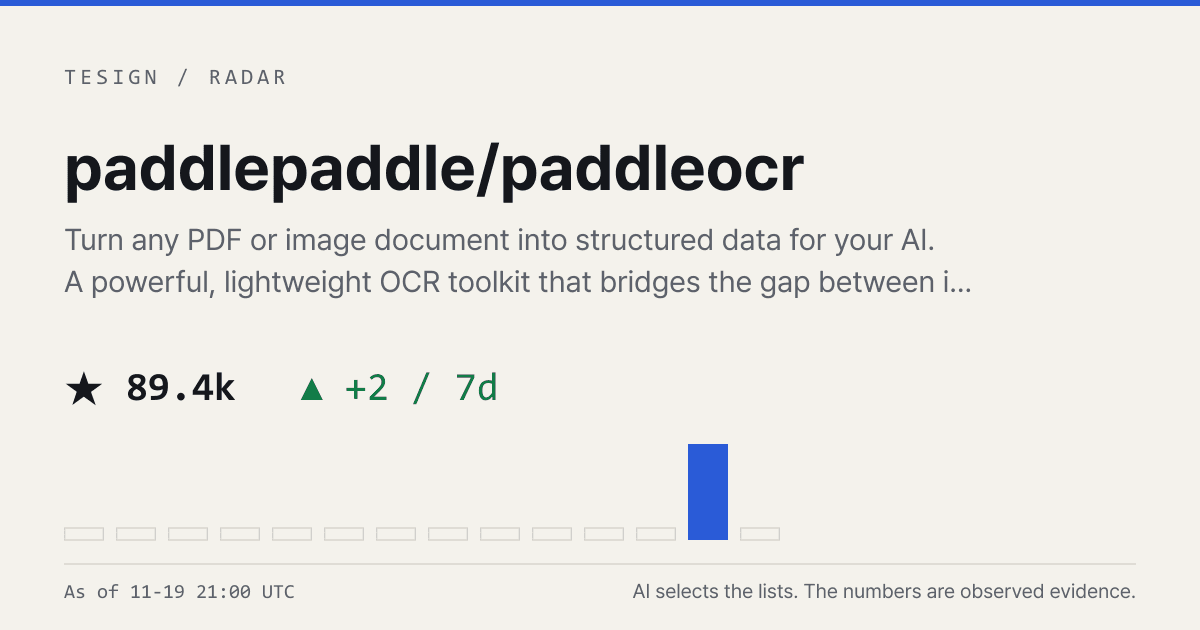 TESIGN / RADAR
paddlepaddle/paddleocr
Turn any PDF or image document into structured data for your AI.
A powerful, lightweight OCR toolkit that bridges the gap between i…
★ 89.4k ▲ +2 / 7d
As of 11-19 21:00 UTC
AI selects the lists. The numbers are observed evidence.